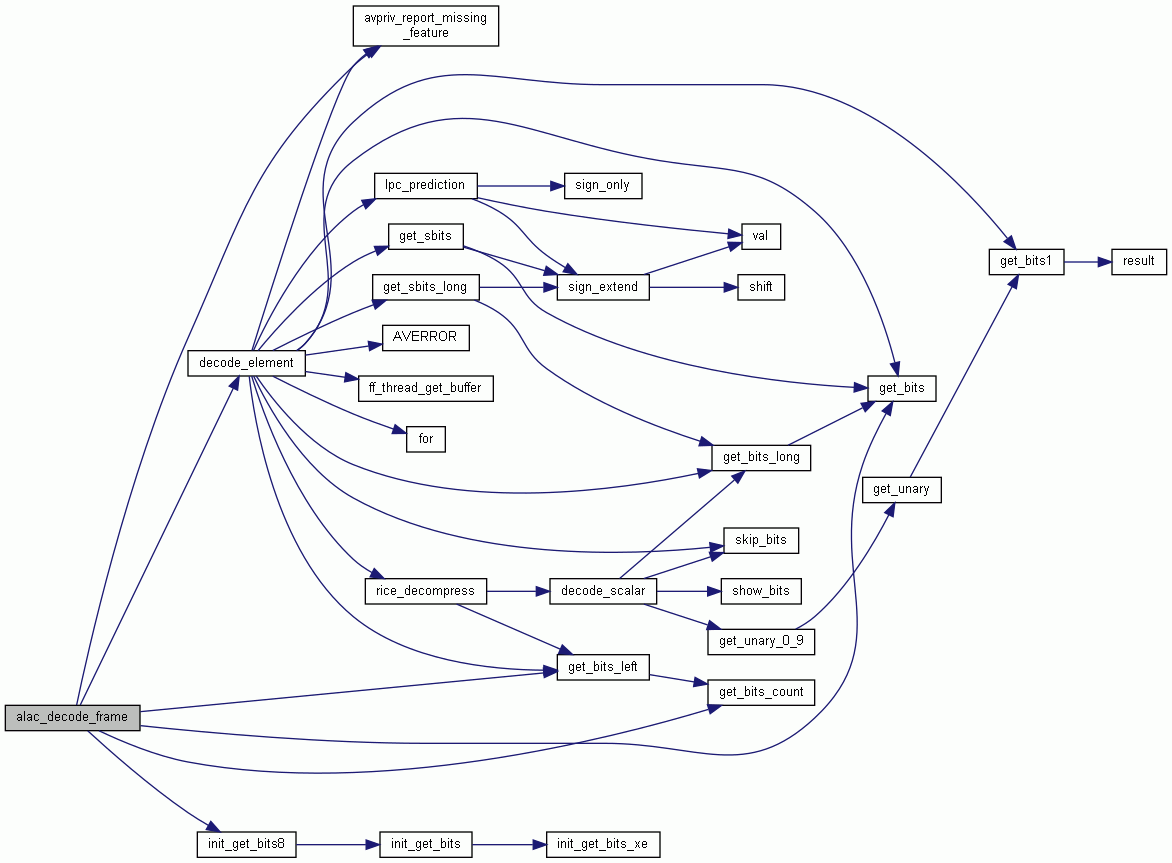 avpriv_report_missing
_feature
lpc_prediction
sign_only
get_sbits
val
get_bits1
result
get_sbits_long
sign_extend
shift
AVERROR
decode_element
ff_thread_get_buffer
get_bits
for
get_bits_long
get_unary
skip_bits
rice_decompress
decode_scalar
show_bits
get_unary_0_9
get_bits_left
get_bits_count
alac_decode_frame
init_get_bits8
init_get_bits
init_get_bits_xe